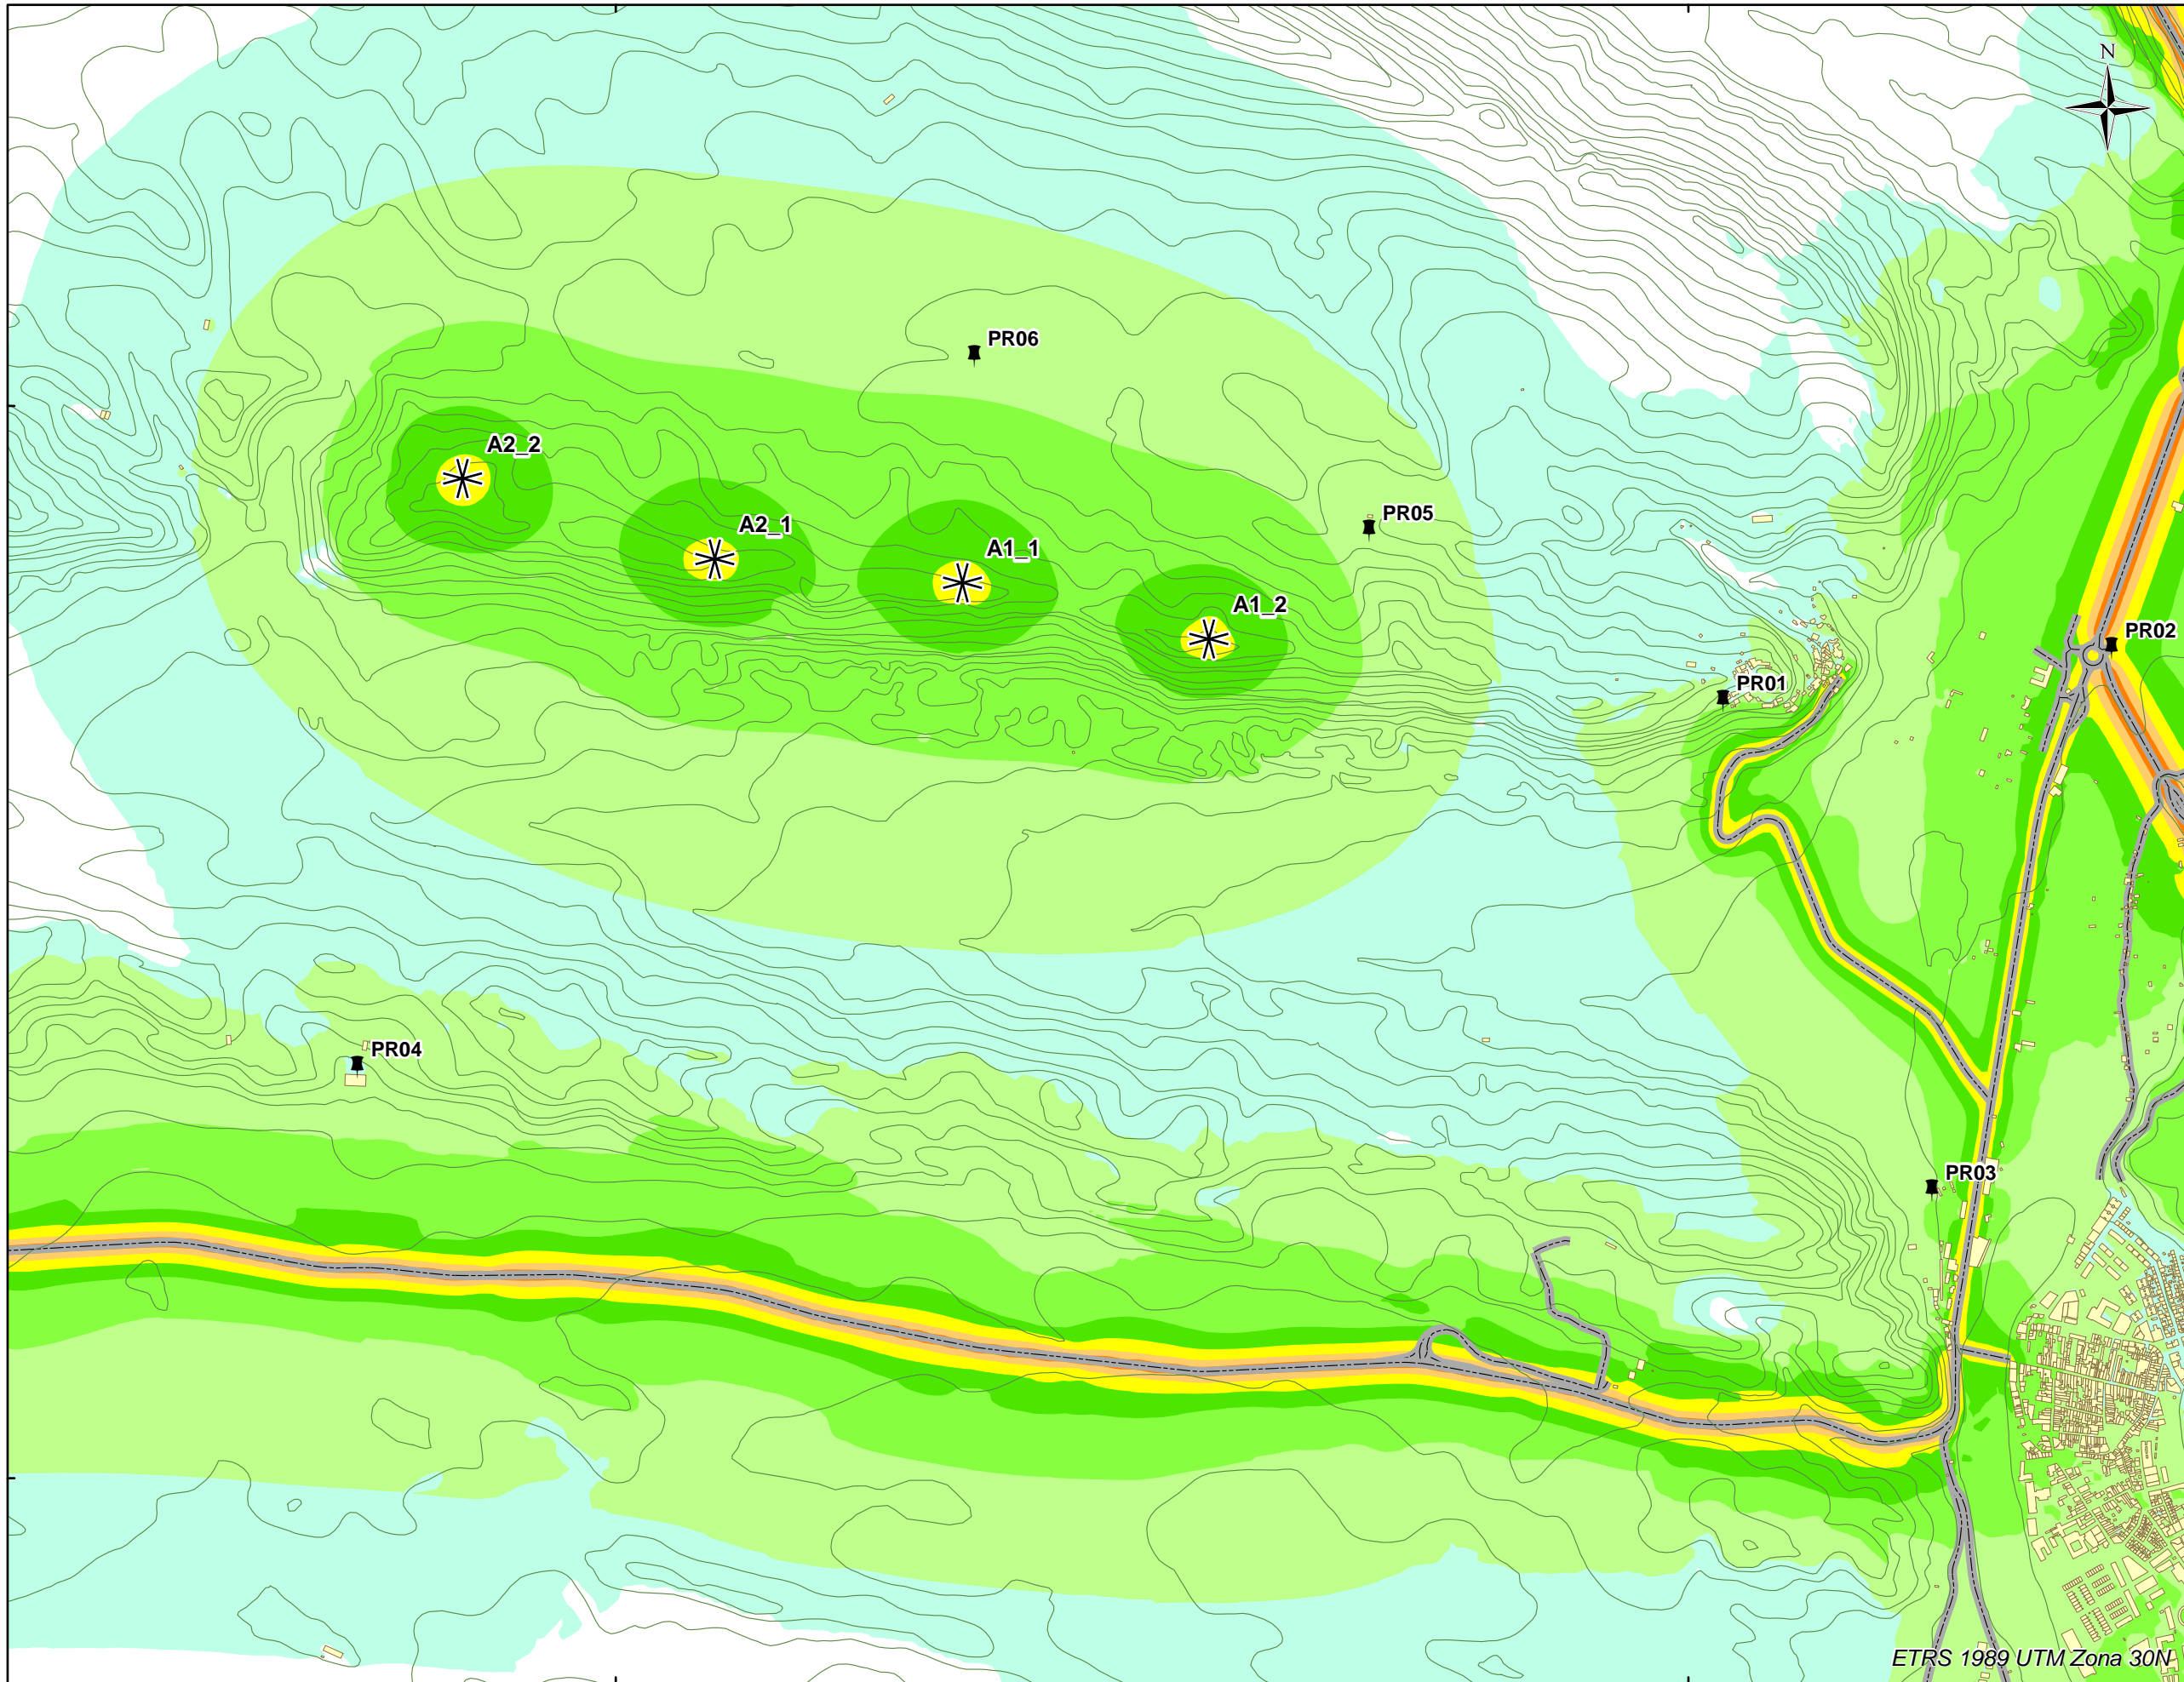 N
PR06
A2_2
PR05
A2_1
A1_1
A1_2
PR02
PR01
PR04
PR03
ETRS 1989 UTM Zona 30N